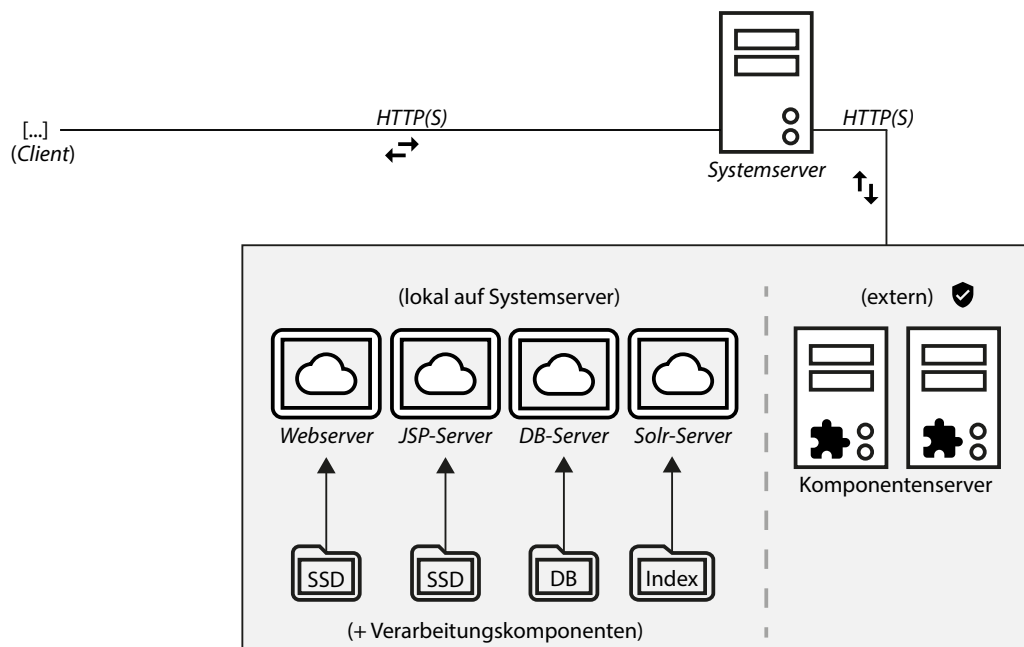 HTTP(S)
HTTP(S)
[...]
(Client)
Systemserver
(lokal auf Systemserver)
(extern)
Webserver
JSP-Server
DB-Server
Solr-Server
Komponentenserver
SSD
SSD
DB
Index
(+ Verarbeitungskomponenten)